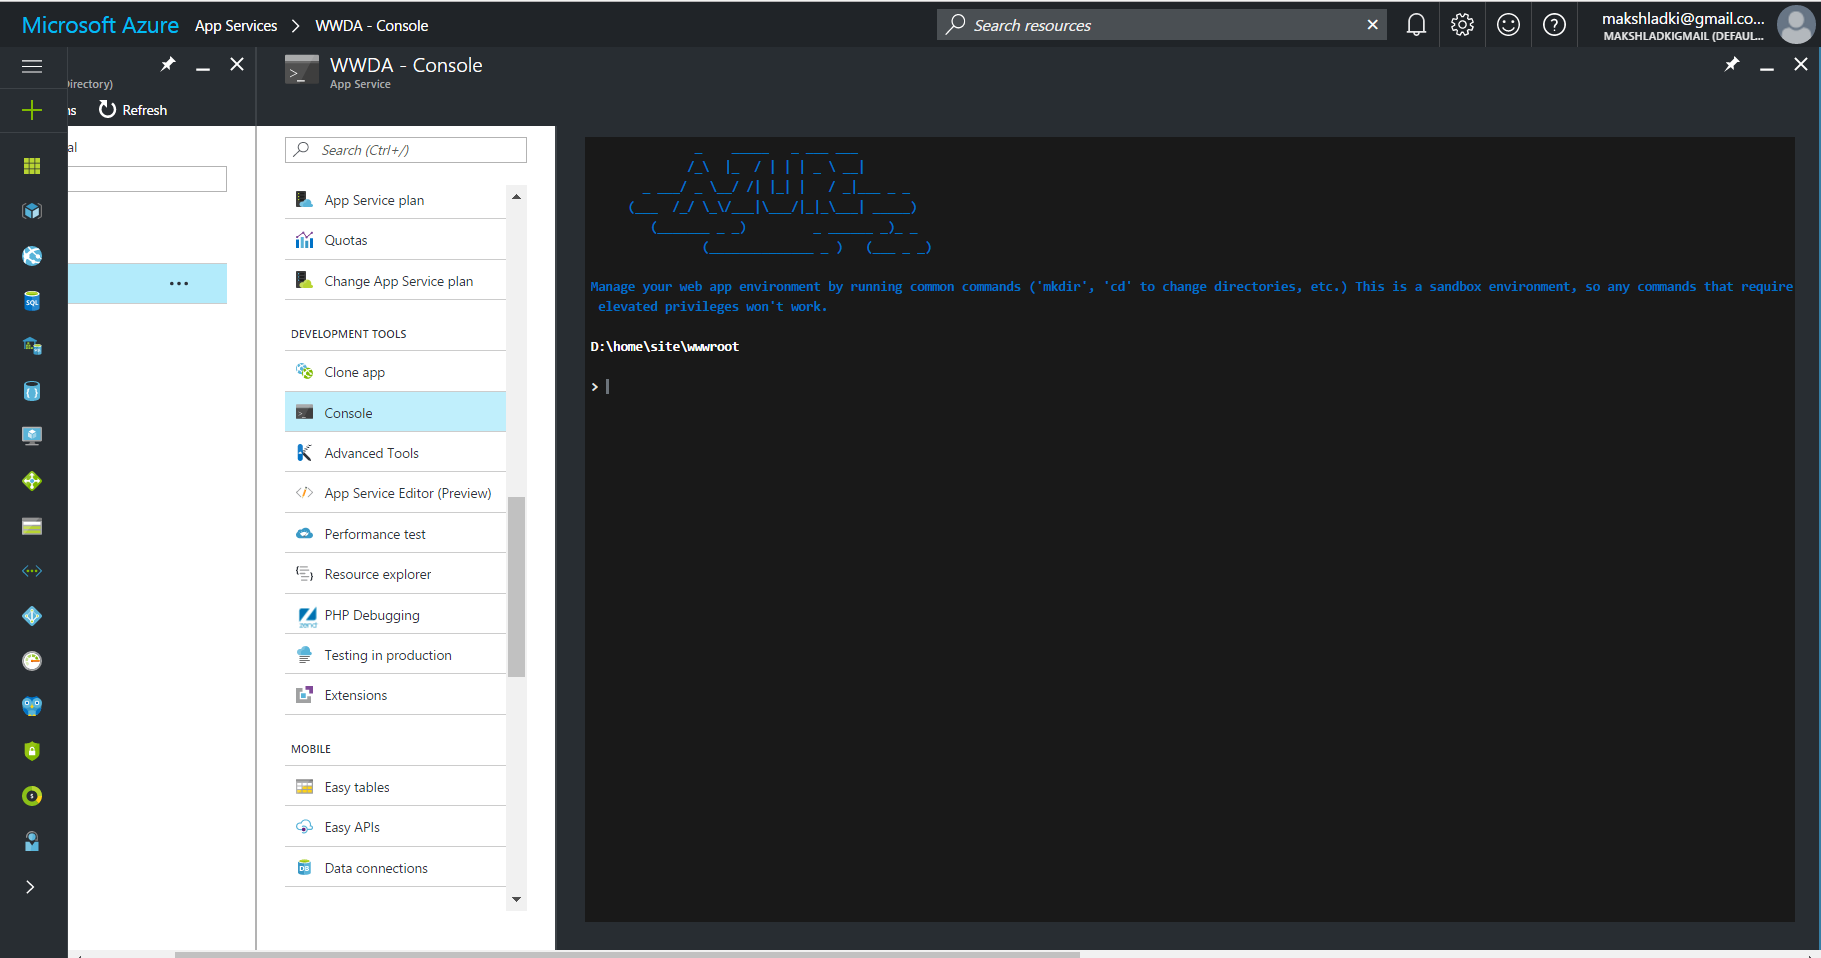 Microsoft Azure App Services > WWDA - Console
Search resources
makshladki@gmail.co...
MAKSHLADKIGMAIL (DEFAUL...
irectory)
ns Refresh
al
...
WWDA - Console
App Service
Search (Ctrl+/)
App Service plan
Quotas
Change App Service plan
DEVELOPMENT TOOLS
Clone app
Console
Advanced Tools
App Service Editor (Preview)
Performance test
Resource explorer
PHP Debugging
Testing in production
Extensions
MOBILE
Easy tables
Easy APIs
Data connections
AZURE
Manage your web app environment by running common commands ('mkdir', 'cd' to change directories, etc.) This is a sandbox environment, so any commands that require
elevated privileges won't work.
D:\home\site\wwwroot
>